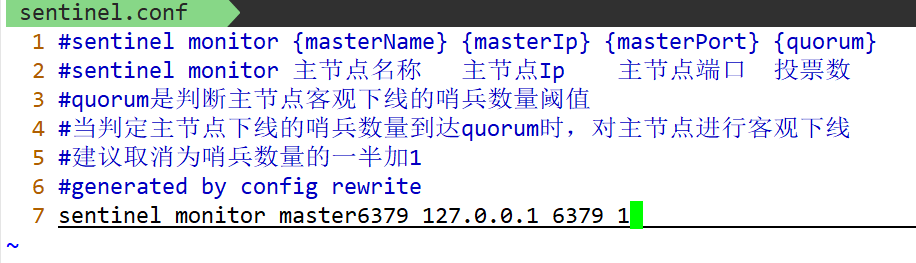 sentinel.conf
1 #sentinel monitor {masterName} {masterIp} {masterPort} {quorum}
2 #sentinel monitor 主节点名称 主节点Ip 主节点端口 投票数
3 #quorum是判断主节点客观下线的哨兵数量阈值
4 #当判定主节点下线的哨兵数量到达quorum时，对主节点进行客观下线
5 #建议取消为哨兵数量的一半加1
6 #generated by config rewrite
7 sentinel monitor master6379 127.0.0.1 6379 1
~